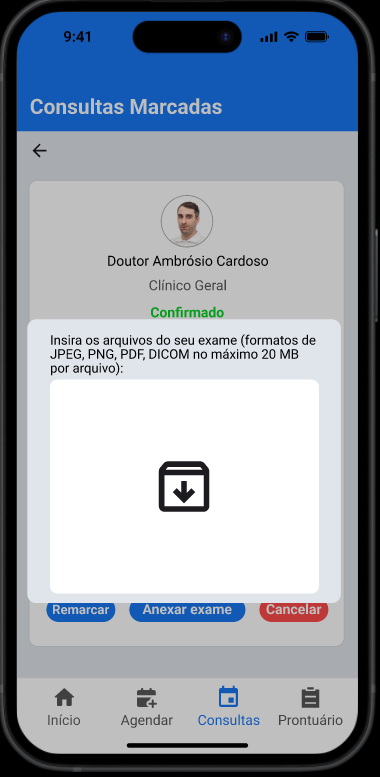 9:41
Consultas Marcadas
Doutor Ambrósio Cardoso
Clínico Geral
Confirmado
Insira os arquivos do seu exame (formatos de
JPEG, PNG, PDF, DICOM no máximo 20 MB
por arquivo):
Remarcar Anexar exame Cancelar
Início Agendar Consultas Prontuário